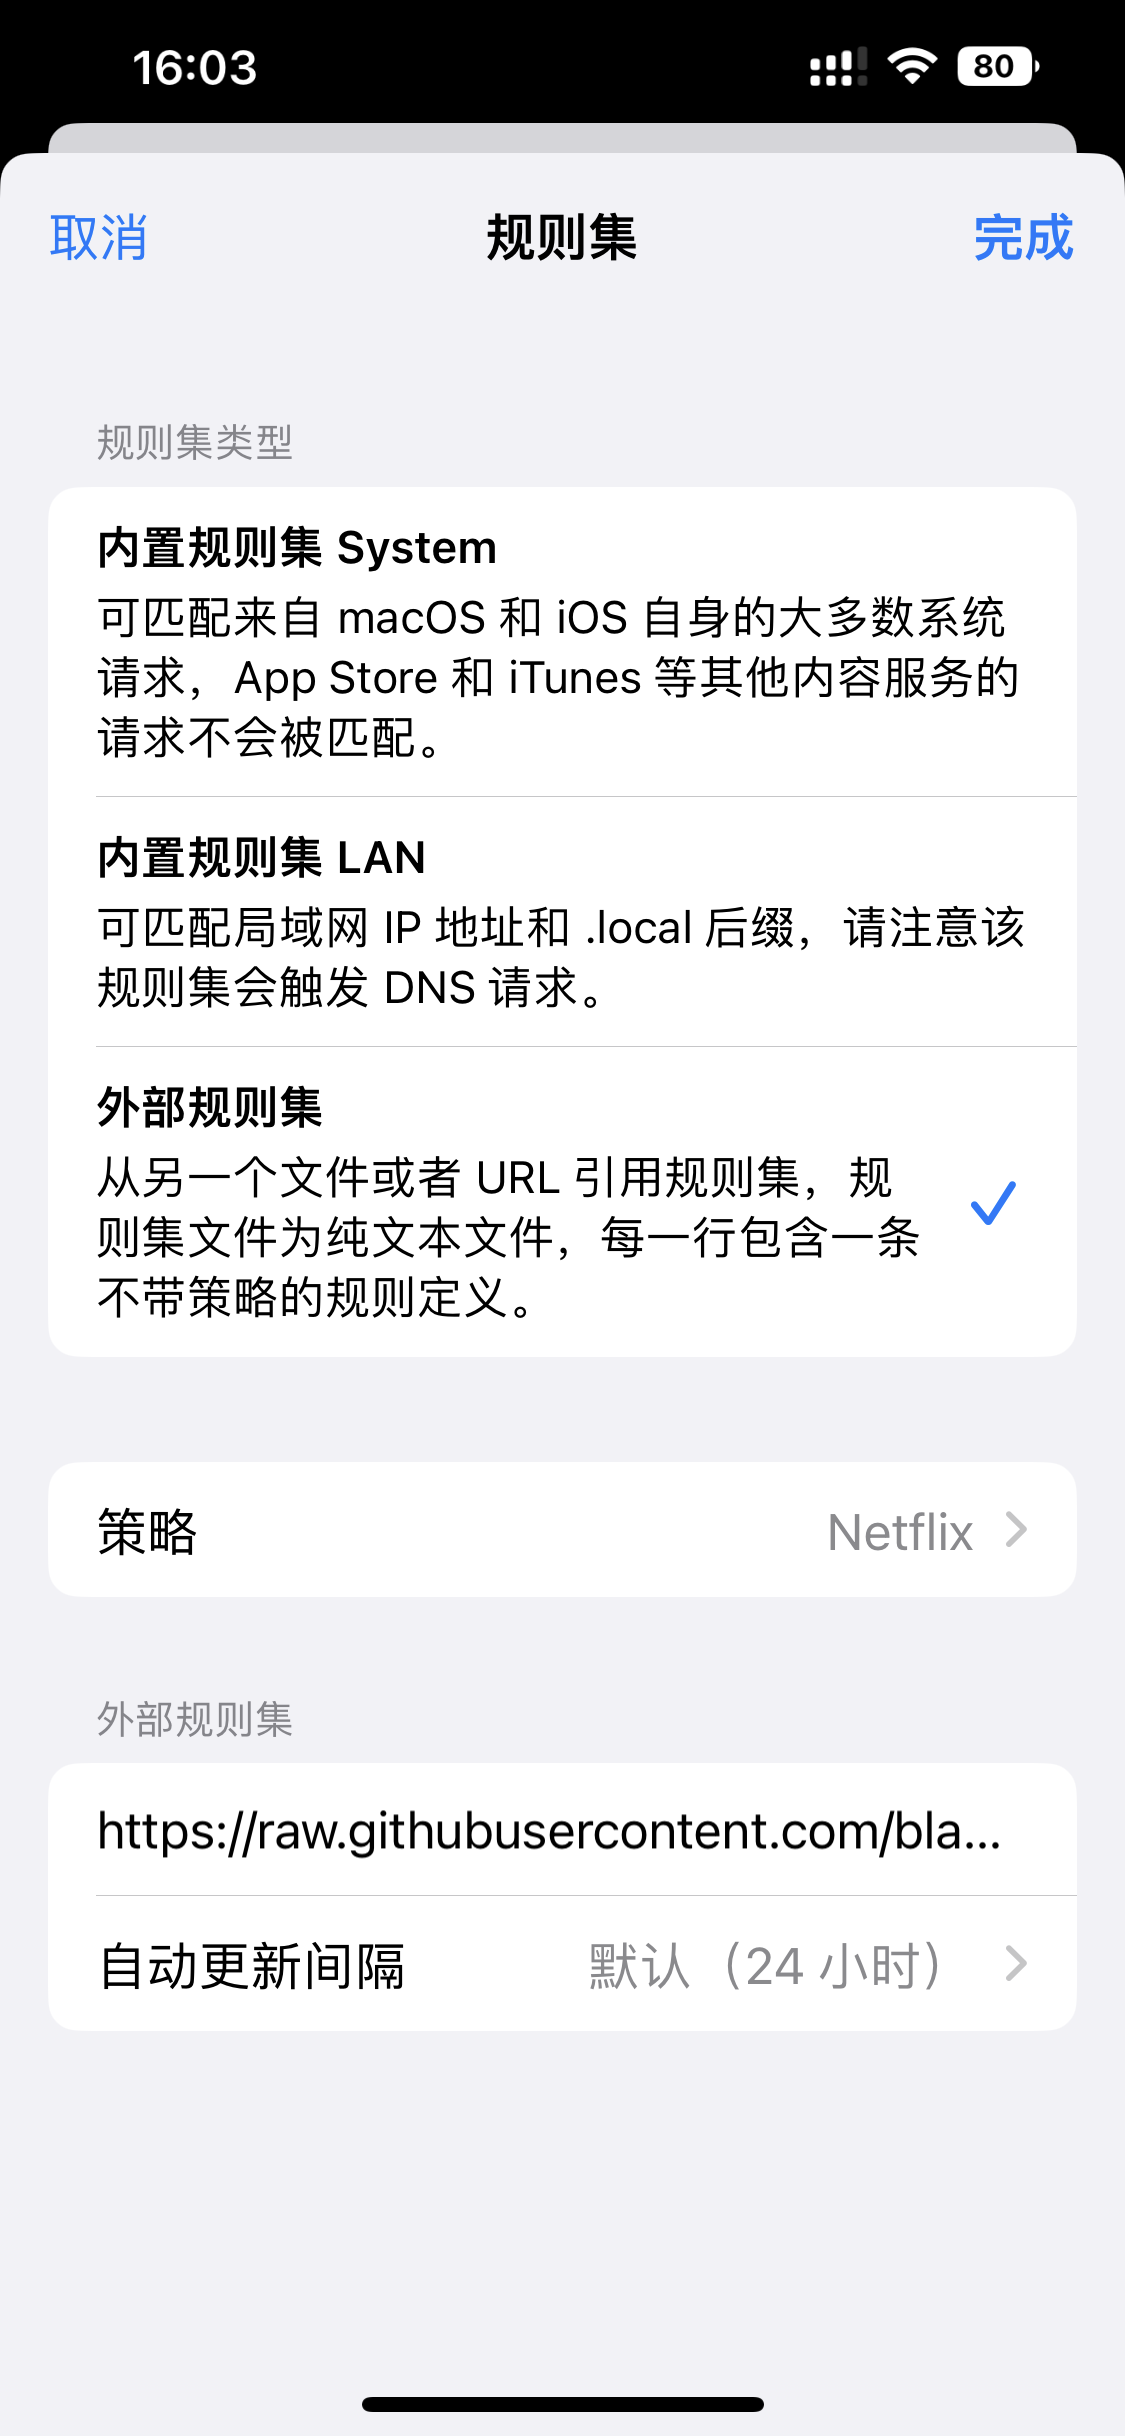 16:03
80
取消
规则集
完成
规则集类型
内置规则集 System
可匹配来自 macOS 和 iOS 自身的大多数系统
请求，App Store 和 iTunes 等其他内容服务的
请求不会被匹配。
内置规则集 LAN
可匹配局域网 IP 地址和 .local 后缀，请注意该
规则集会触发 DNS 请求。
外部规则集
从另一个文件或者 URL 引用规则集，规
则集文件为纯文本文件，每一行包含一条
不带策略的规则定义。
策略
Netflix
外部规则集
https://raw.githubusercontent.com/bla...
自动更新间隔
默认（24 小时）